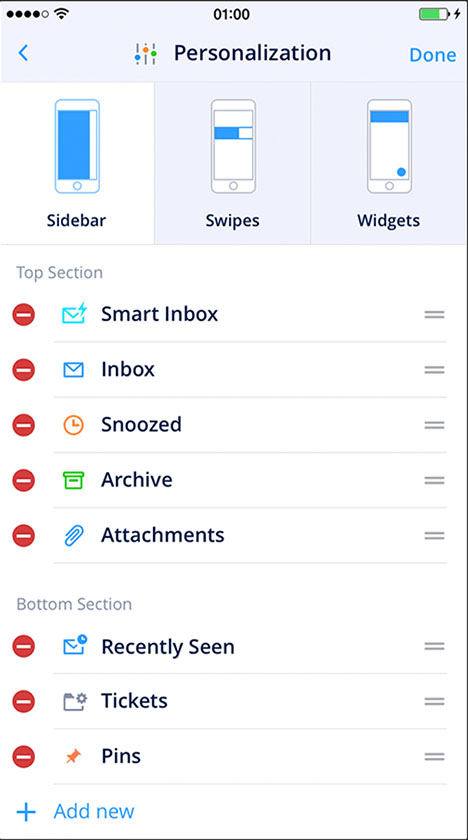 01:00
Personalization
Done
Sidebar
Swipes
Widgets
Top Section
Smart Inbox
Inbox
Snoozed
Archive
Attachments
Bottom Section
Recently Seen
Tickets
Pins
Add new